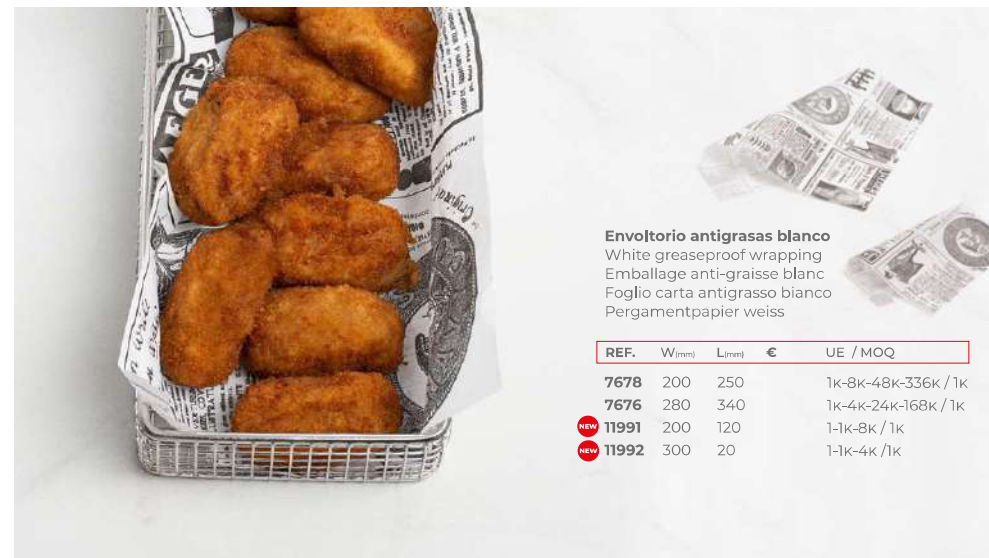 Envoltorio antigrasas blanco
White greaseproof wrapping
Emballage anti-graisse blanc
Foglio carta antigrasso bianco
Pergamentpapier weiss
REF. W(mm) L(mm) € UE / MOQ
7678 200 250 1K-8K-48K-336K / 1K
7676 280 340 1K-4K-24K-168K / 1K
NEW 11991 200 120 1-1K-8K / 1K
NEW 11992 300 20 1-1K-4K /1K
Original